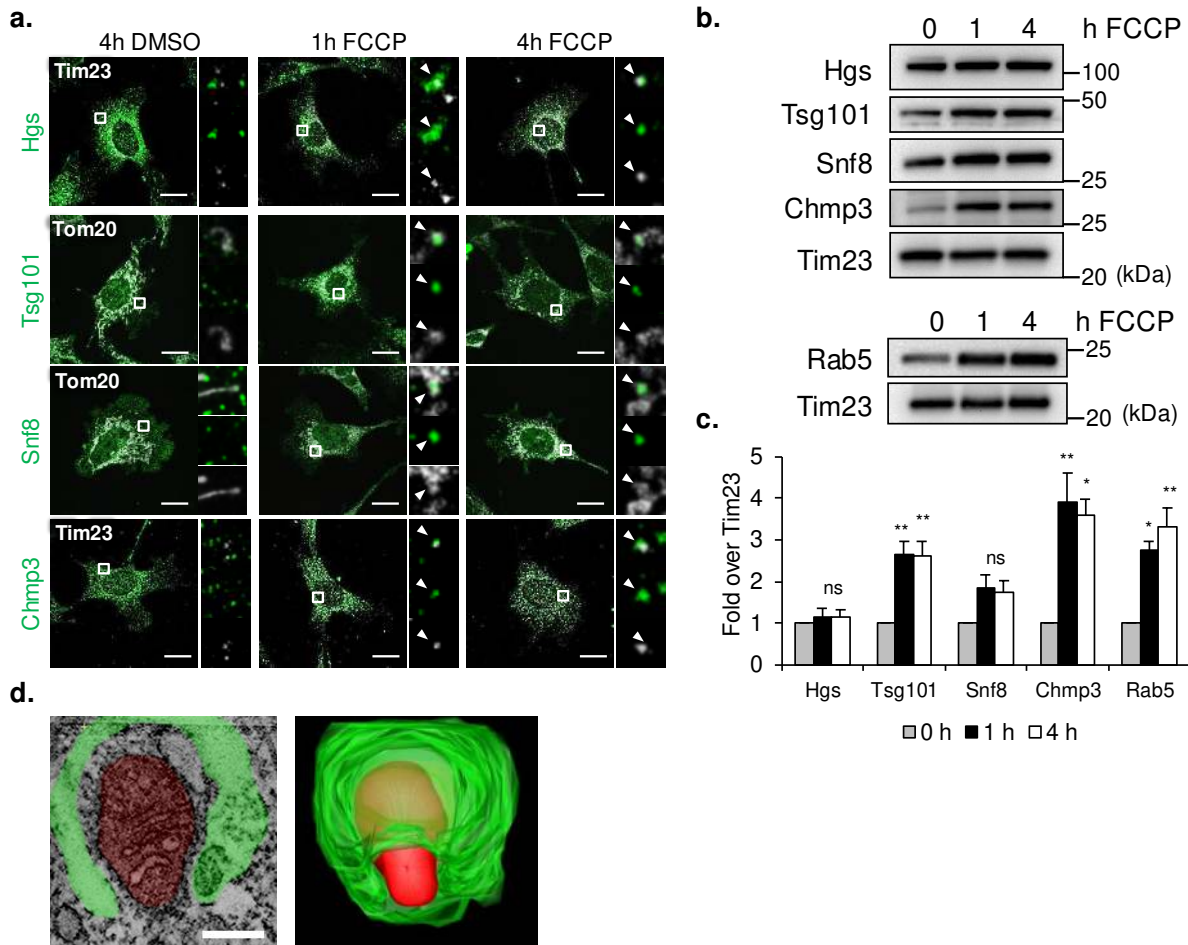 a.
4h DMSO 1h FCCP 4h FCCP
Hgs
Tim23
Tsg101
Tom20
Snf8
Tom20
Chmp3
Tim23
b.
0 1 4 h FCCP
Hgs
100
50
Tsg101
Snf8
25
Chmp3
25
Tim23
20 (kDa)
0 1 4 h FCCP
Rab5
25
Tim23
20 (kDa)
c.
Fold over Tim23
5
4
3
2
1
0
ns
** **
ns
** *
* **
Hgs Tsg101 Snf8 Chmp3 Rab5
0 h 1 h 4 h
d.